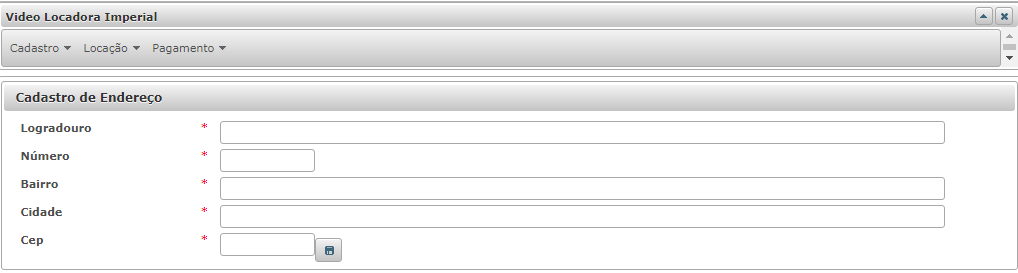 Video Locadora Imperial
Cadastro Locação Pagamento
Cadastro de Endereço
Logradouro *
Número *
Bairro *
Cidade *
Cep *